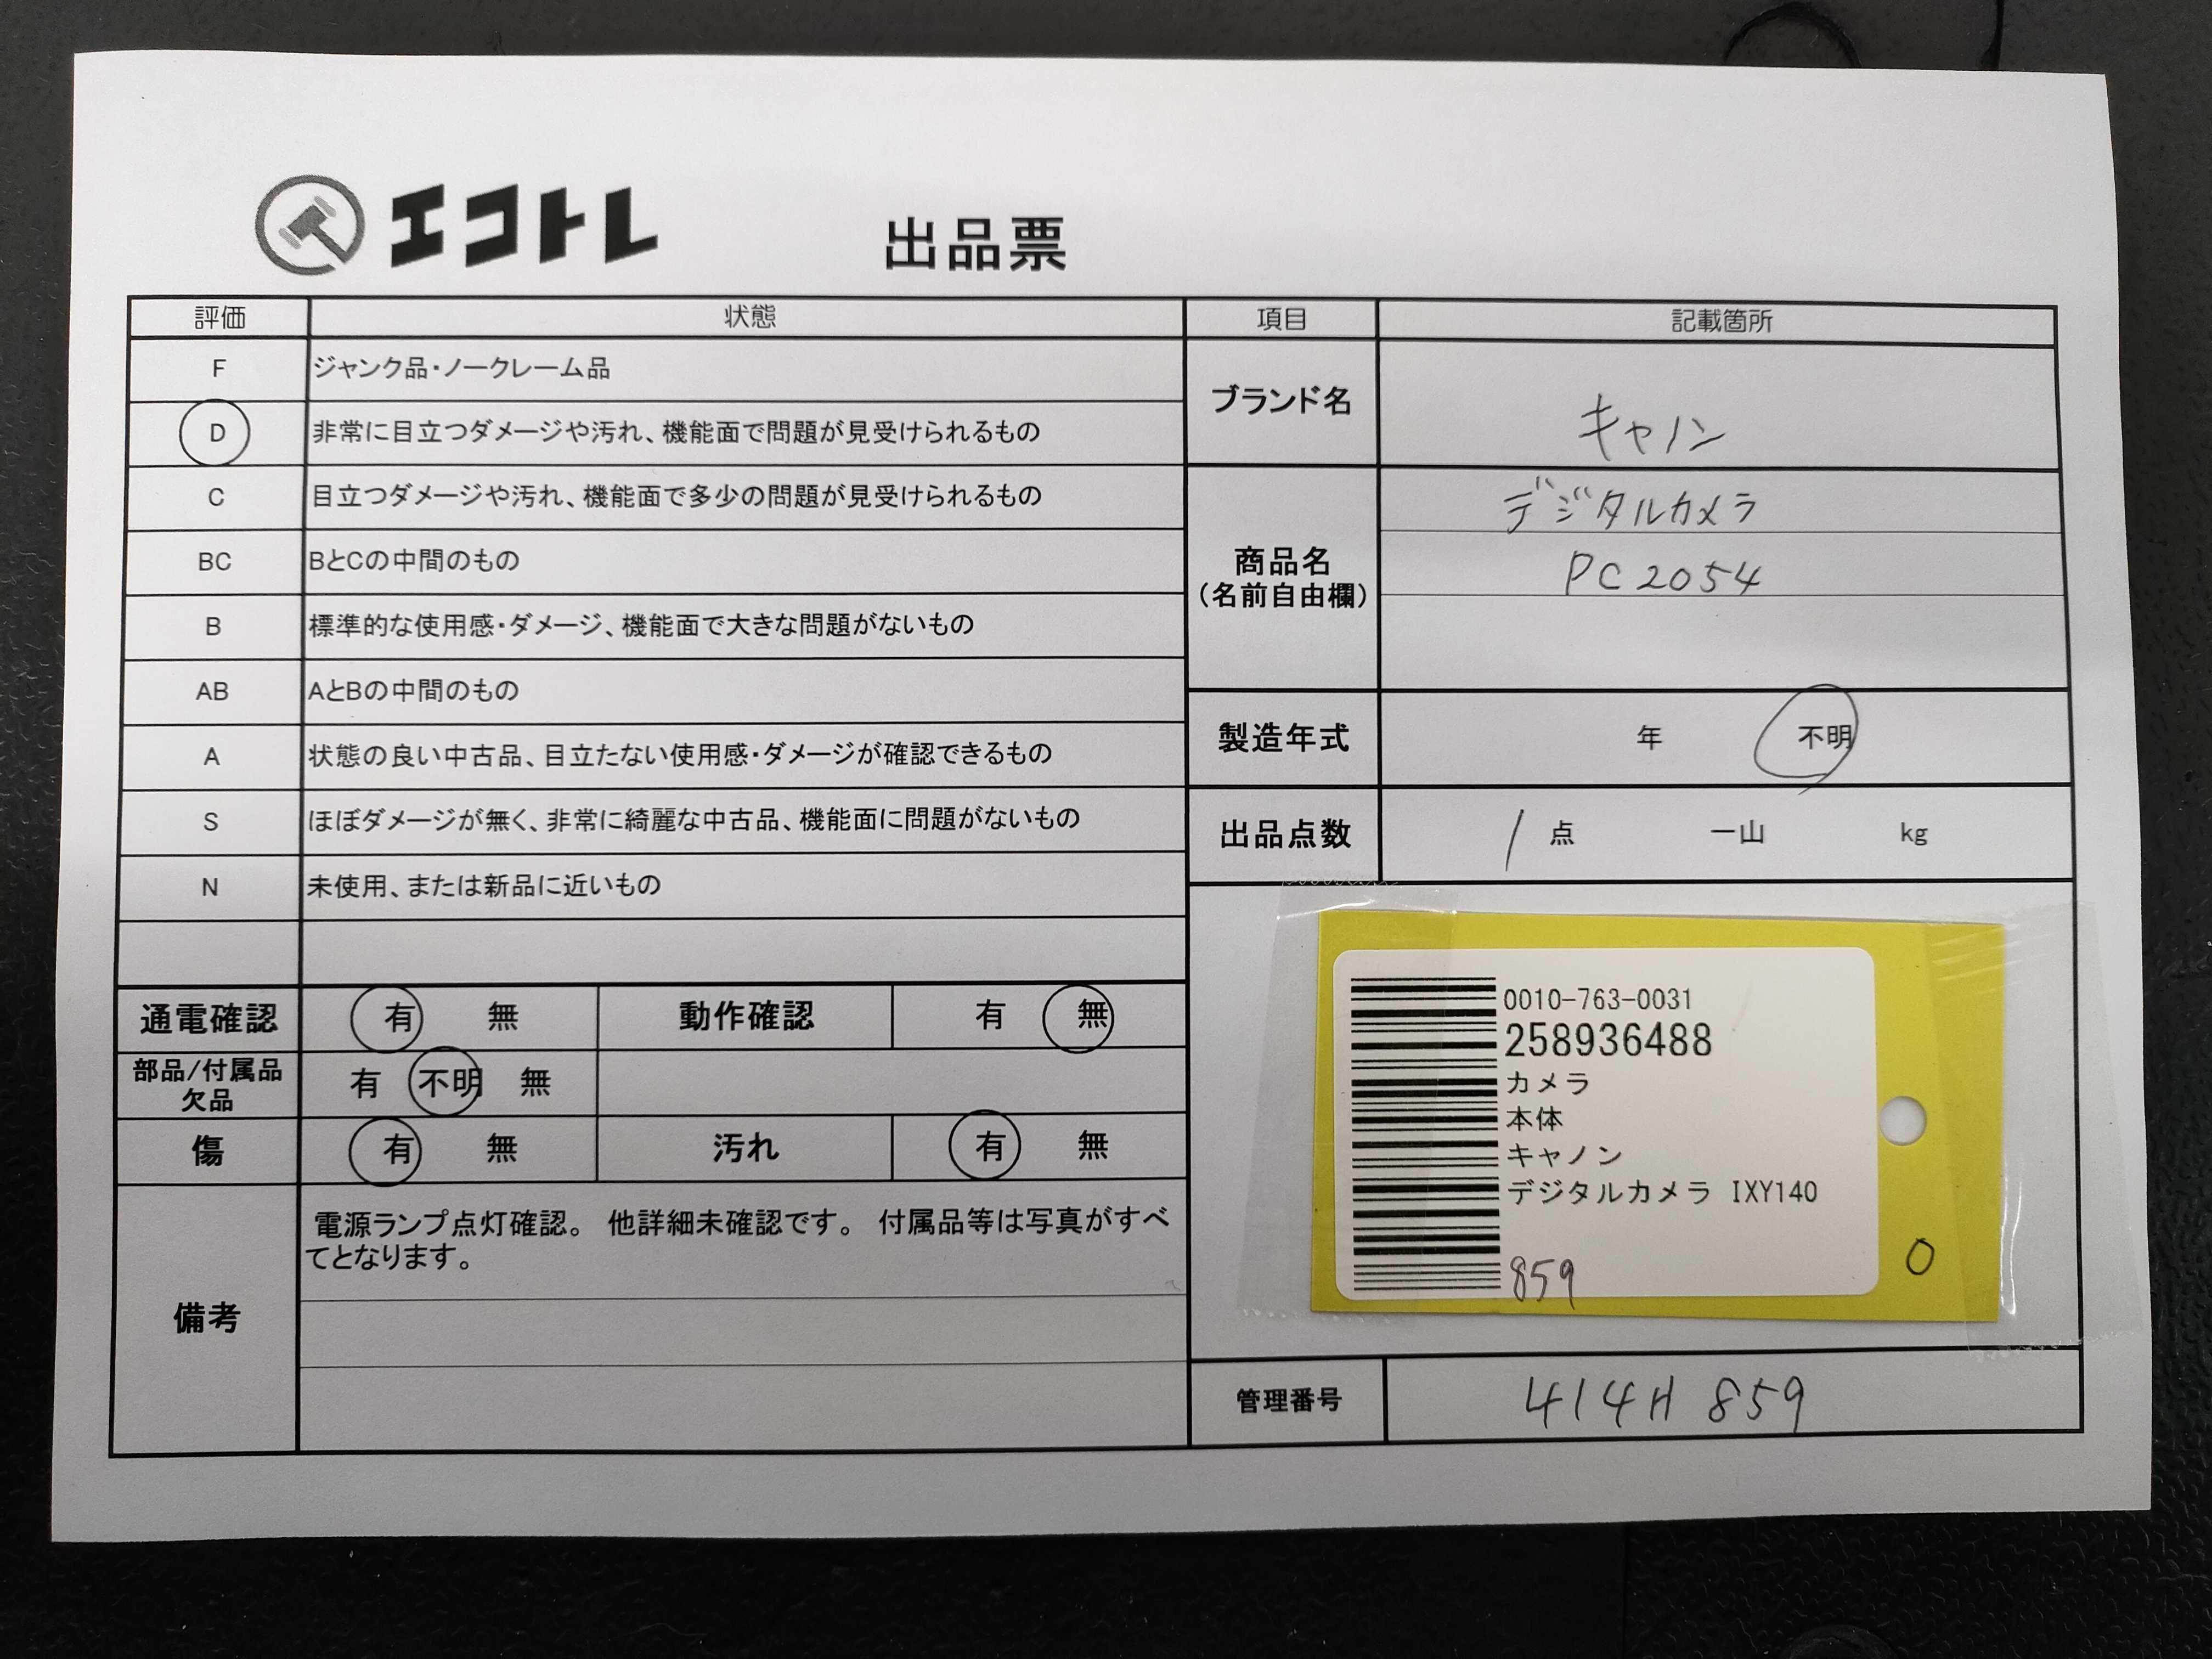 エコトレ
出品票
評価 状態
F ジャンク品・ノークレーム品
D 非常に目立つダメージや汚れ、機能面で問題が見受けられるもの
C 目立つダメージや汚れ、機能面で多少の問題が見受けられるもの
BC BとCの中間のもの
B 標準的な使用感・ダメージ、機能面で大きな問題がないもの
AB AとBの中間のもの
A 状態の良い中古品、目立たない使用感・ダメージが確認できるもの
S ほぼダメージが無く、非常に綺麗な中古品、機能面に問題がないもの
N 未使用、または新品に近いもの
通電確認 有 無 動作確認 有 無
部品/付属品
欠品 有 不明 無
傷 有 無 汚れ 有 無
備考
電源ランプ点灯確認。 他詳細未確認です。 付属品等は写真がすべ
てとなります。
項目 記載箇所
ブランド名 キャノン
商品名
(名前自由欄)
デジタルカメラ
PC2054
製造年式 年 不明
出品点数 1 点 一山 kg
0010-763-0031
258936488
カメラ
本体
キャノン
デジタルカメラ IXY140
859
0
管理番号 414H 859